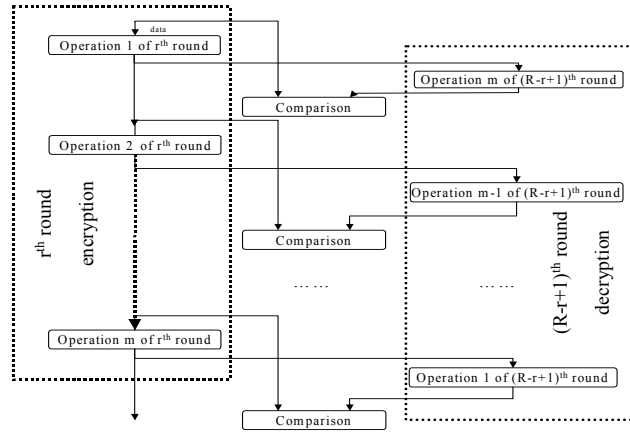 data
Operation 1 of rth round
Operation m of (R-r+1)th round
Comparison
Operation 2 of rth round
Operation m-1 of (R-r+1)th round
Comparison
rth round
encryption
(R-r+1)th round
decryption
... ...
... ...
Operation m of rth round
Operation 1 of (R-r+1)th round
Comparison